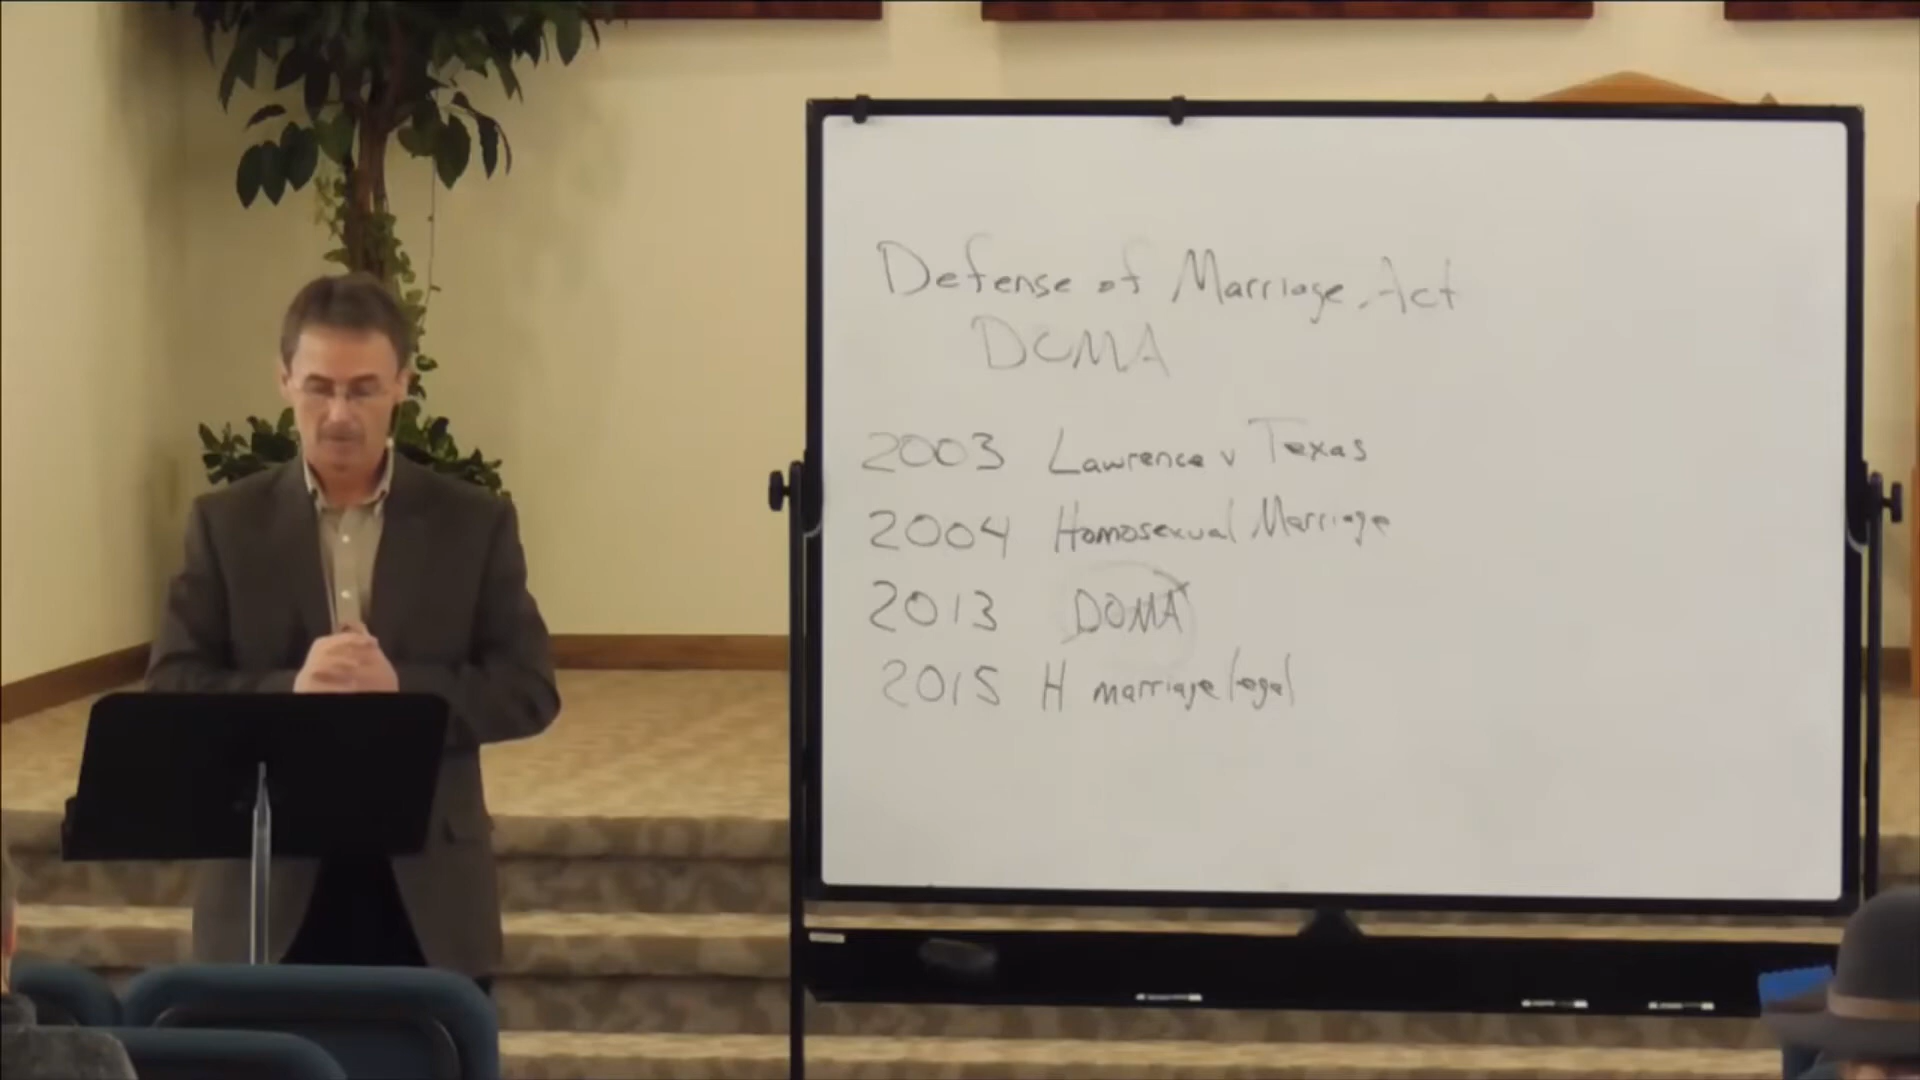 Defense of Marriage Act
DOMA
2003 Lawrence v Texas
2004 Homosexual Marriage
2013 DOMA
2015 H marriage legal